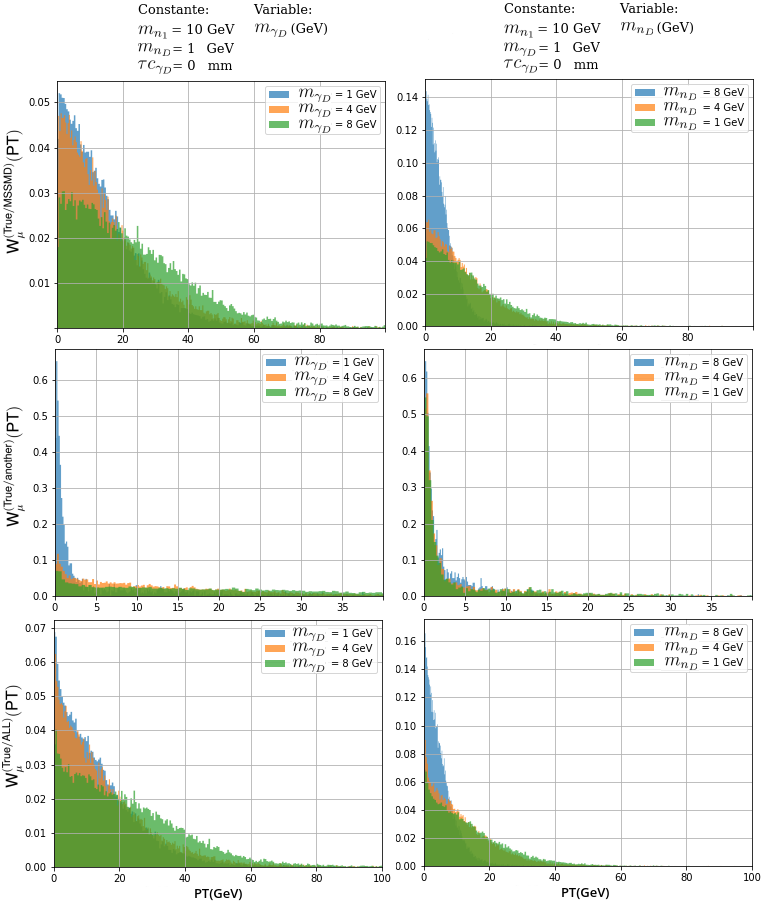 Constante: Variable:
m_{n_1} = 10 GeV m_{γ_D} (GeV)
m_{n_D} = 1 GeV
τc_{γ_D} = 0 mm
Constante: Variable:
m_{n_1} = 10 GeV m_{n_D} (GeV)
m_{γ_D} = 1 GeV
τc_{γ_D} = 0 mm
W_μ^{(True/MSSMD)}(PT)
0.05
0.04
0.03
0.02
0.01
0 20 40 60 80
m_{γ_D} = 1 GeV
m_{γ_D} = 4 GeV
m_{γ_D} = 8 GeV
0.14
0.12
0.10
0.08
0.06
0.04
0.02
0.00
0 20 40 60 80
m_{n_D} = 8 GeV
m_{n_D} = 4 GeV
m_{n_D} = 1 GeV
W_μ^{(True/another)}(PT)
0.6
0.5
0.4
0.3
0.2
0.1
0.0
0 5 10 15 20 25 30 35
m_{γ_D} = 1 GeV
m_{γ_D} = 4 GeV
m_{γ_D} = 8 GeV
0.6
0.5
0.4
0.3
0.2
0.1
0.0
0 5 10 15 20 25 30 35
m_{n_D} = 8 GeV
m_{n_D} = 4 GeV
m_{n_D} = 1 GeV
W_μ^{(True/ALL)}(PT)
0.07
0.06
0.05
0.04
0.03
0.02
0.01
0.00
0 20 40 60 80 100
PT(GeV)
m_{γ_D} = 1 GeV
m_{γ_D} = 4 GeV
m_{γ_D} = 8 GeV
0.16
0.14
0.12
0.10
0.08
0.06
0.04
0.02
0.00
0 20 40 60 80 100
PT(GeV)
m_{n_D} = 8 GeV
m_{n_D} = 4 GeV
m_{n_D} = 1 GeV